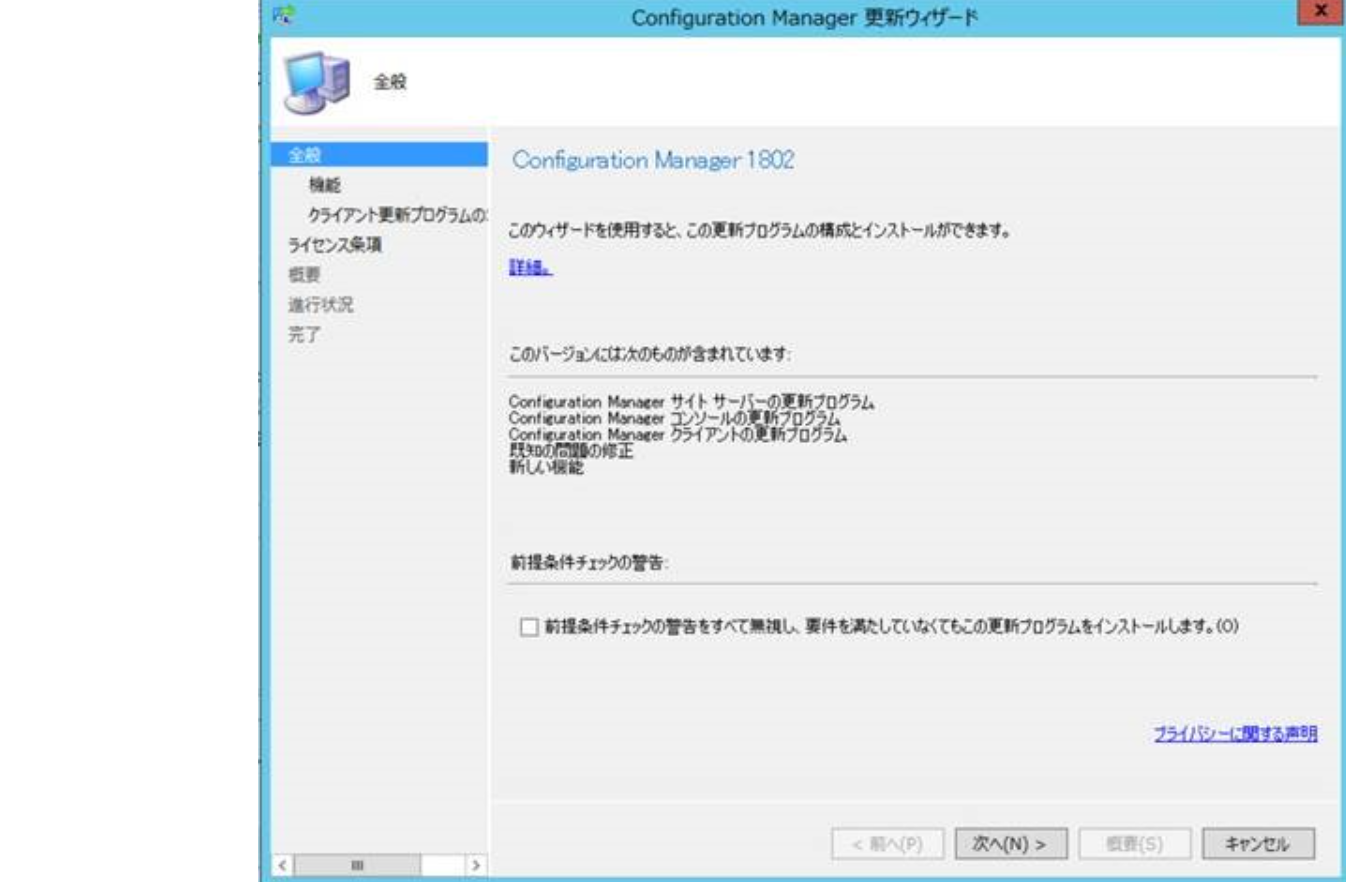 Configuration Manager 更新ウィザード
全般
全般
機能
クライアント更新プログラムの
ライセンス条項
概要
進行状況
完了
Configuration Manager 1802
このウィザードを使用すると、この更新プログラムの構成とインストールができます。
詳細。
このバージョンには次のものが含まれています:
Configuration Manager サイト サーバーの更新プログラム
Configuration Manager コンソールの更新プログラム
Configuration Manager クライアントの更新プログラム
既知の問題の修正
新しい機能
前提条件チェックの警告:
前提条件チェックの警告をすべて無視し、要件を満たしていなくてもこの更新プログラムをインストールします。(O)
プライバシーに関する声明
< 前へ(P)
次へ(N) >
概要(S)
キャンセル